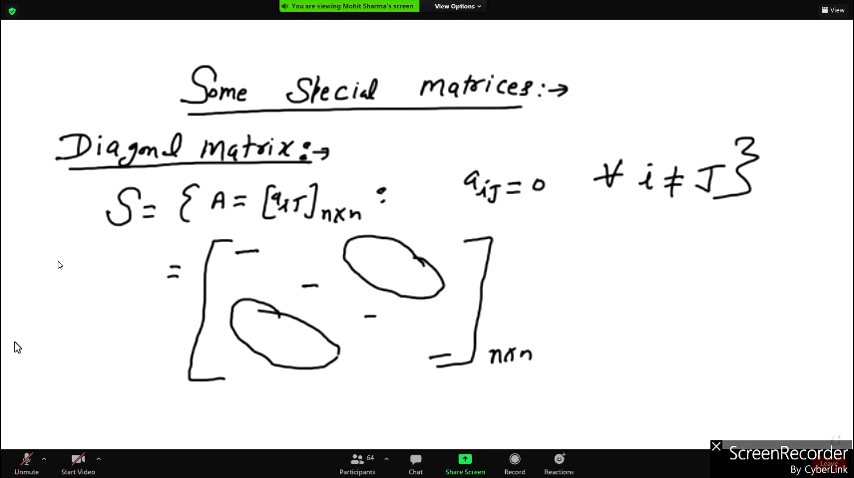 You are viewing Mohit Sharma's screen
View Options
View
Some Special matrices:→
Diagonal matrix:→
S = { A = [aiJ]n×n : aiJ = 0 ∀ i ≠ J }
= [ ]n×n
Unmute
Start Video
64
Participants
Chat
Share Screen
Record
Reactions
Leave
ScreenRecorder
By CyberLink